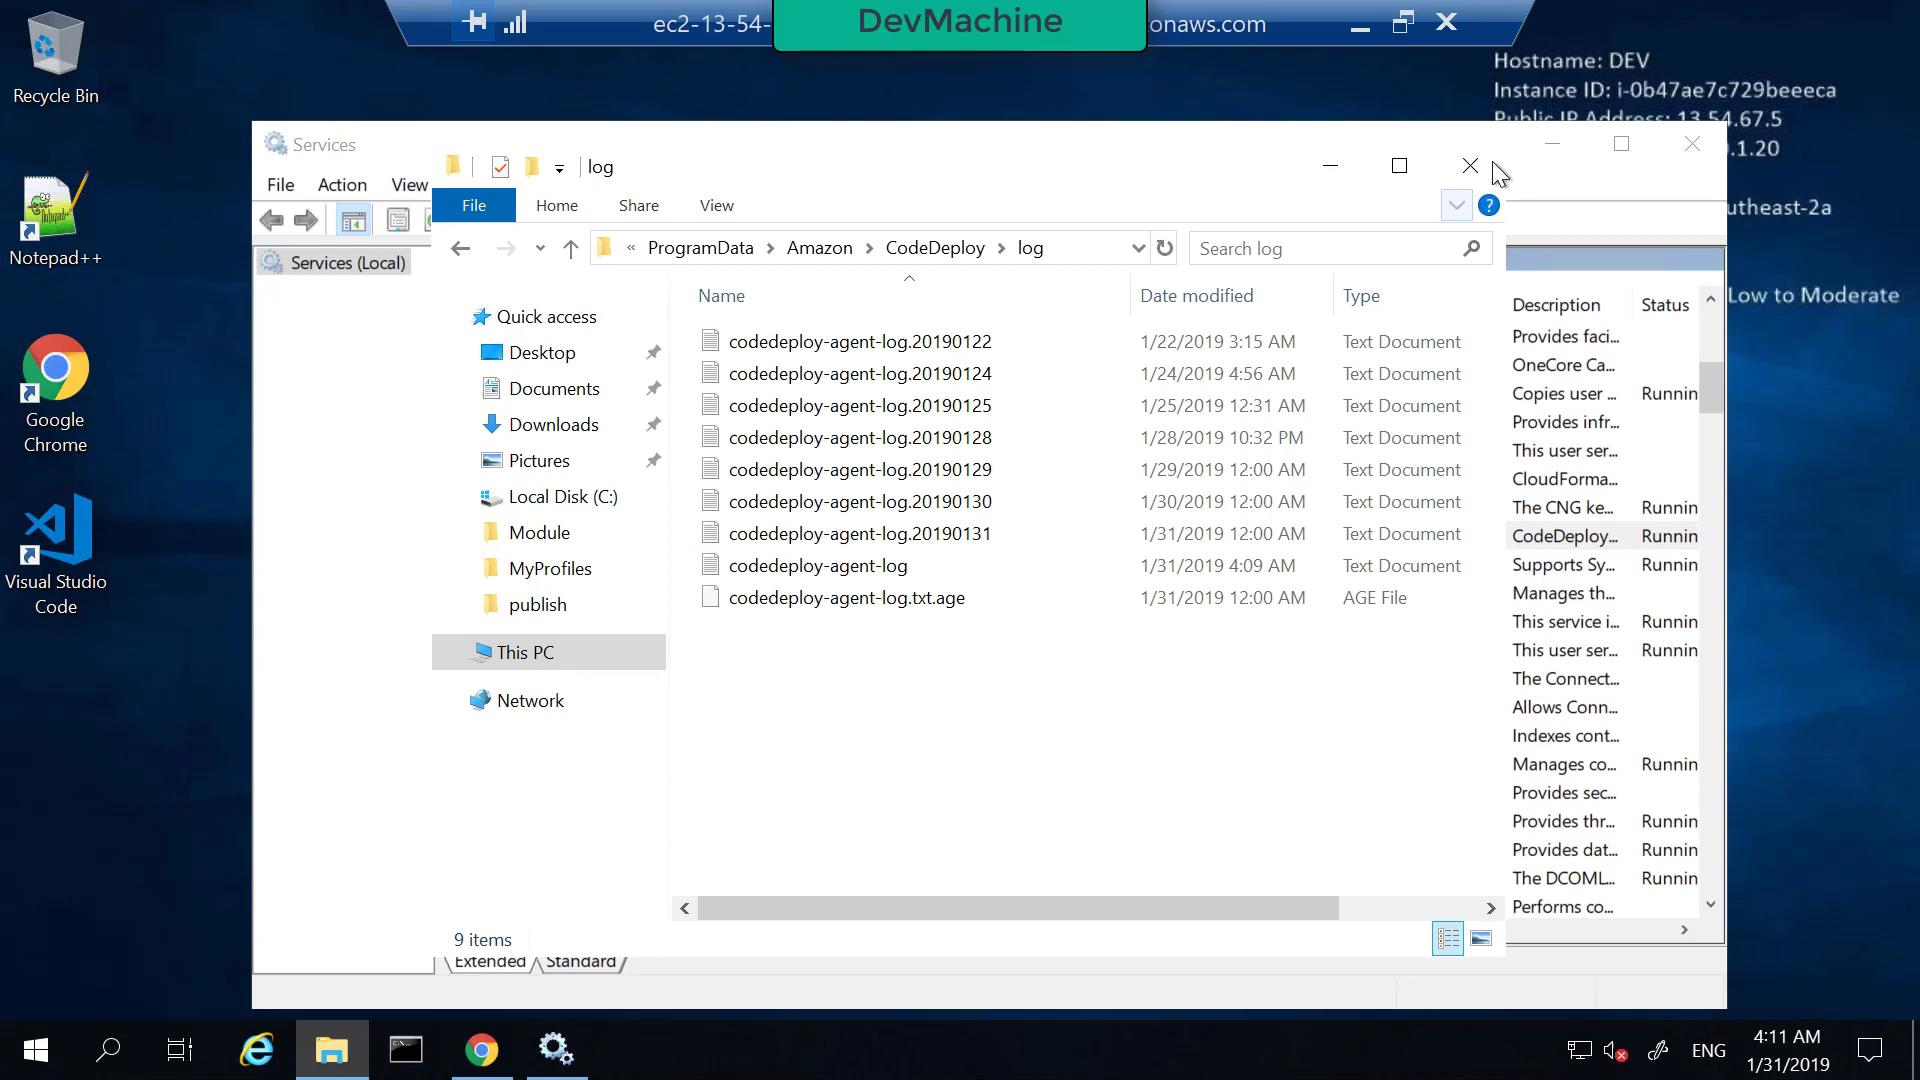 ec2-13-54-
DevMachine
onaws.com
Hostname: DEV
Instance ID: i-0b47ae7c729beeeca
Public IP Address: 13.54.67.5
.1.20
utheast-2a
Low to Moderate
Recycle Bin
Notepad++
Google
Chrome
Visual Studio
Code
Services
File Action View
Services (Local)
log
File Home Share View
« ProgramData > Amazon > CodeDeploy > log
Search log
Name Date modified Type
Quick access
Desktop
Documents
Downloads
Pictures
Local Disk (C:)
Module
MyProfiles
publish
This PC
Network
codedeploy-agent-log.20190122 1/22/2019 3:15 AM Text Document
codedeploy-agent-log.20190124 1/24/2019 4:56 AM Text Document
codedeploy-agent-log.20190125 1/25/2019 12:31 AM Text Document
codedeploy-agent-log.20190128 1/28/2019 10:32 PM Text Document
codedeploy-agent-log.20190129 1/29/2019 12:00 AM Text Document
codedeploy-agent-log.20190130 1/30/2019 12:00 AM Text Document
codedeploy-agent-log.20190131 1/31/2019 12:00 AM Text Document
codedeploy-agent-log 1/31/2019 4:09 AM Text Document
codedeploy-agent-log.txt.age 1/31/2019 12:00 AM AGE File
9 items
Description Status
Provides faci...
OneCore Ca...
Copies user ... Runnin
Provides infr...
This user ser...
CloudForma...
The CNG ke... Runnin
CodeDeploy... Runnin
Supports Sy... Runnin
Manages th...
This service i... Runnin
This user ser... Runnin
The Connect...
Allows Conn...
Indexes cont...
Manages co... Runnin
Provides sec...
Provides thr... Runnin
Provides dat... Runnin
The DCOML... Runnin
Performs co...
Extended Standard
ENG
4:11 AM
1/31/2019